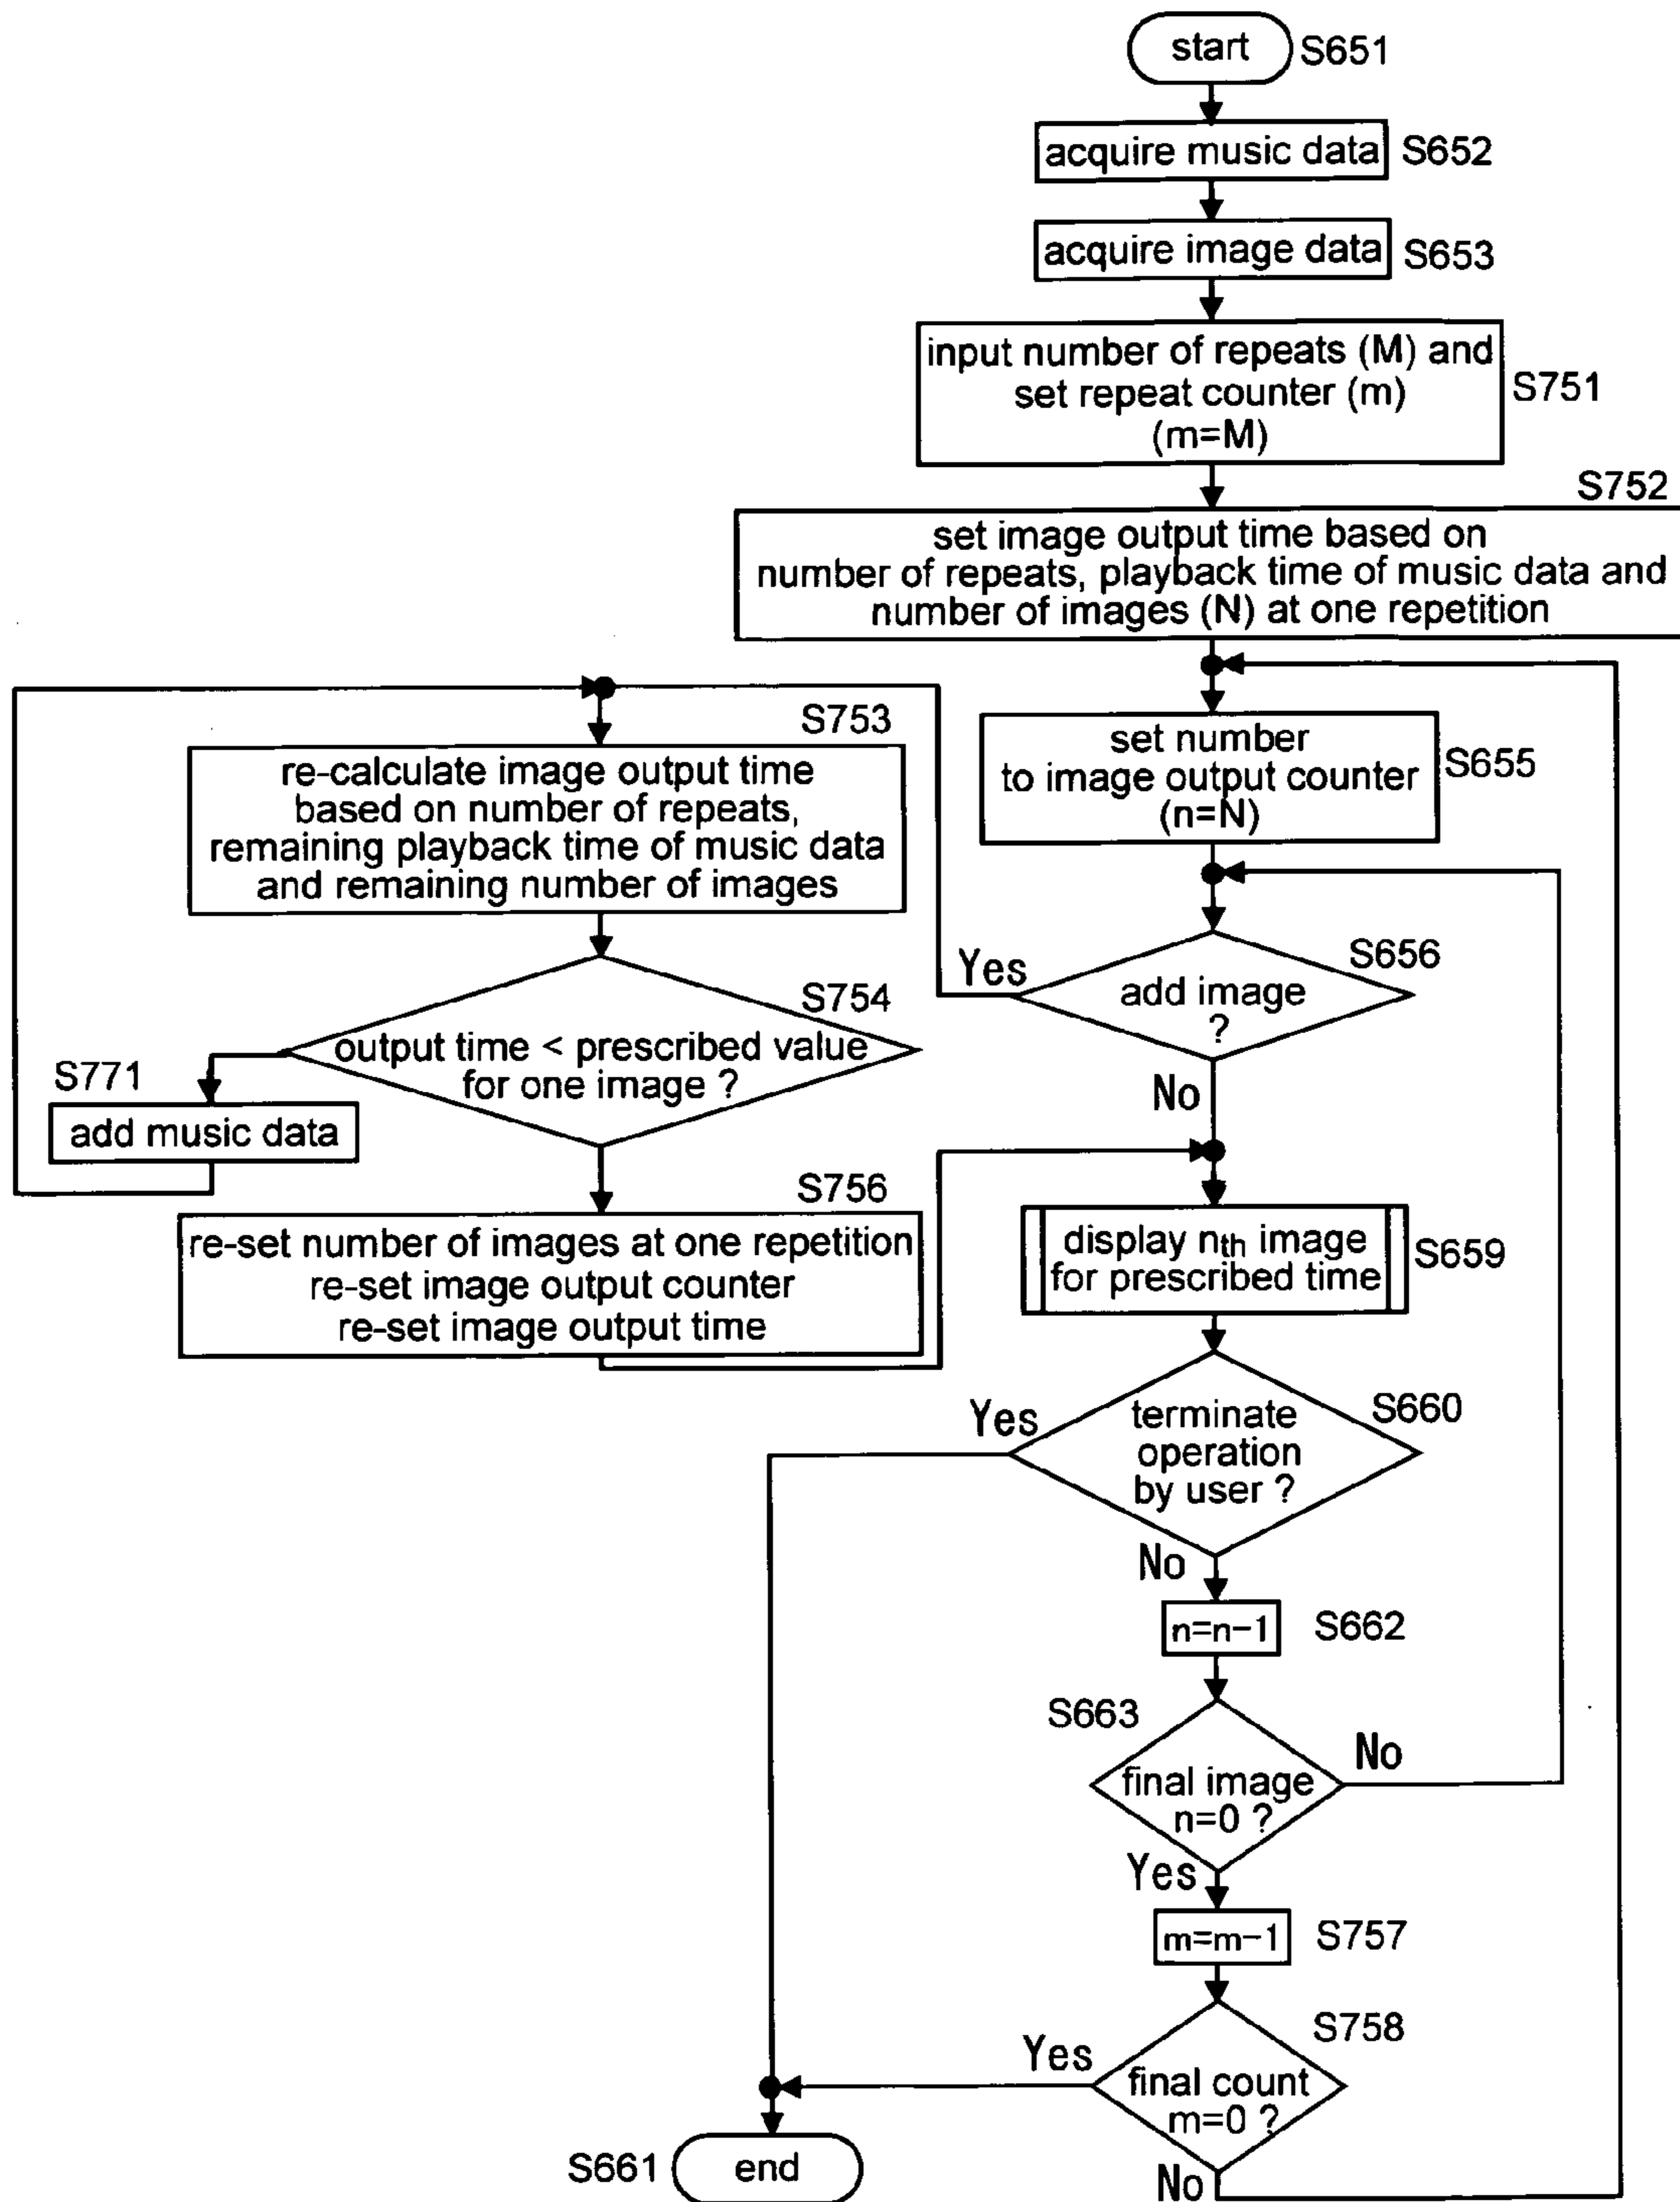 start
S651
acquire music data
S652
acquire image data
S653
input number of repeats (M) and
set repeat counter (m)
(m=M)
S751
S752
set image output time based on
number of repeats, playback time of music data and
number of images (N) at one repetition
S753
re-calculate image output time
based on number of repeats,
remaining playback time of music data
and remaining number of images
set number
to image output counter
(n=N)
S655
S656
Yes
add image
?
No
S754
output time < prescribed value
for one image ?
S771
add music data
S756
re-set number of images at one repetition
re-set image output counter
re-set image output time
display nth image
for prescribed time
S659
S660
Yes
terminate
operation
by user ?
No
n=n-1
S662
S663
final image
n=0 ?
No
Yes
m=m-1
S757
S758
Yes
final count
m=0 ?
No
S661
end